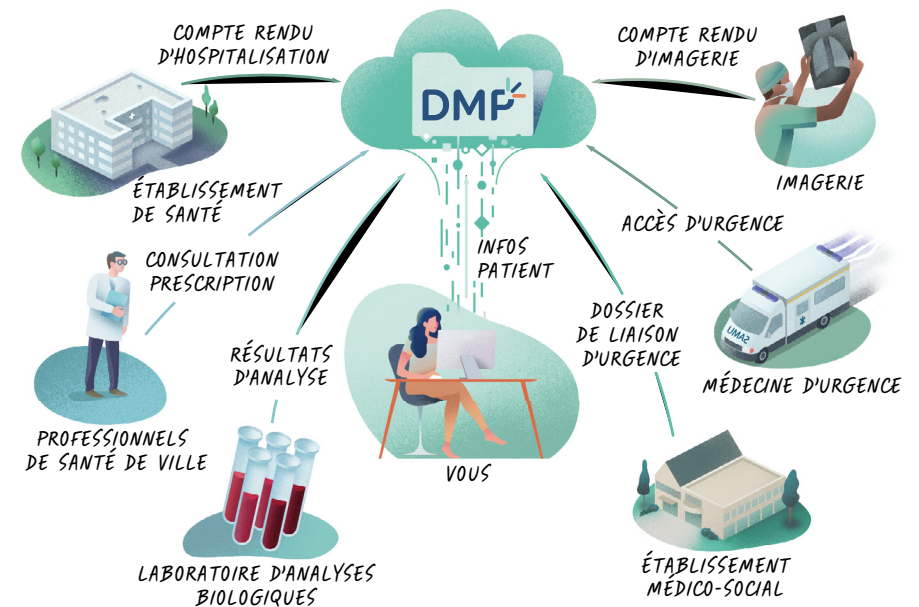 COMPTE RENDU
D'HOSPITALISATION
COMPTE RENDU
D'IMAGERIE
DMP
IMAGERIE
ÉTABLISSEMENT
DE SANTÉ
ACCÈS D'URGENCE
CONSULTATION
PRESCRIPTION
INFOS
PATIENT
DOSSIER
DE LIAISON
D'URGENCE
SAMU
RÉSULTATS
D'ANALYSE
MÉDECINE D'URGENCE
PROFESSIONNELS
DE SANTÉ DE VILLE
VOUS
LABORATOIRE D'ANALYSES
BIOLOGIQUES
ÉTABLISSEMENT
MÉDICO-SOCIAL